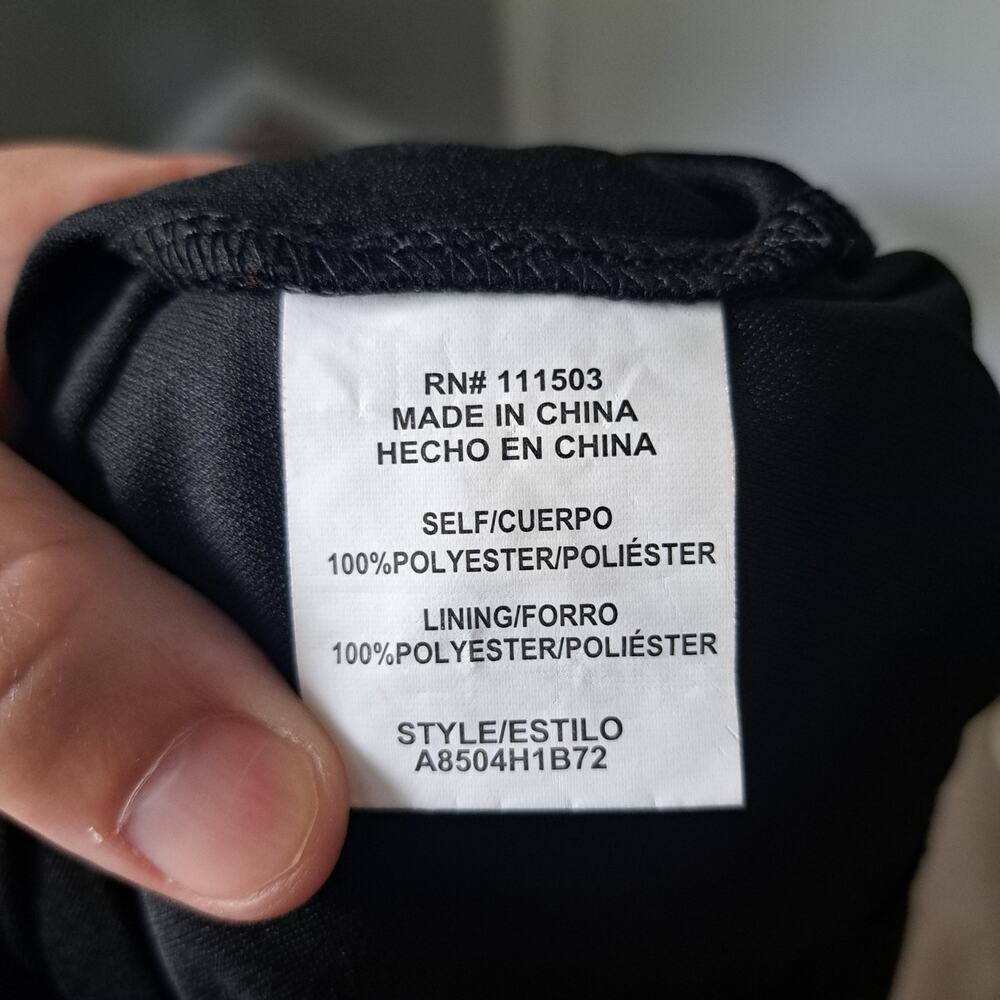 RN# 111503
MADE IN CHINA
HECHO EN CHINA
SELF/CUERPO
100%POLYESTER/POLIÉSTER
LINING/FORRO
100%POLYESTER/POLIÉSTER
STYLE/ESTILO
A8504H1B72